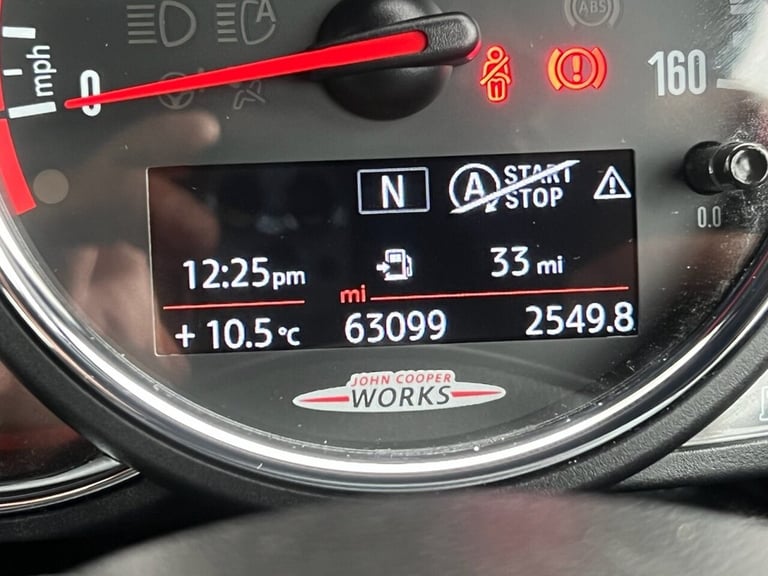 ABS
A
mph
0
160
N
A START
STOP
0.0
12:25pm
33 mi
mi
+ 10.5°C
63099
2549.8
JOHN COOPER
WORKS